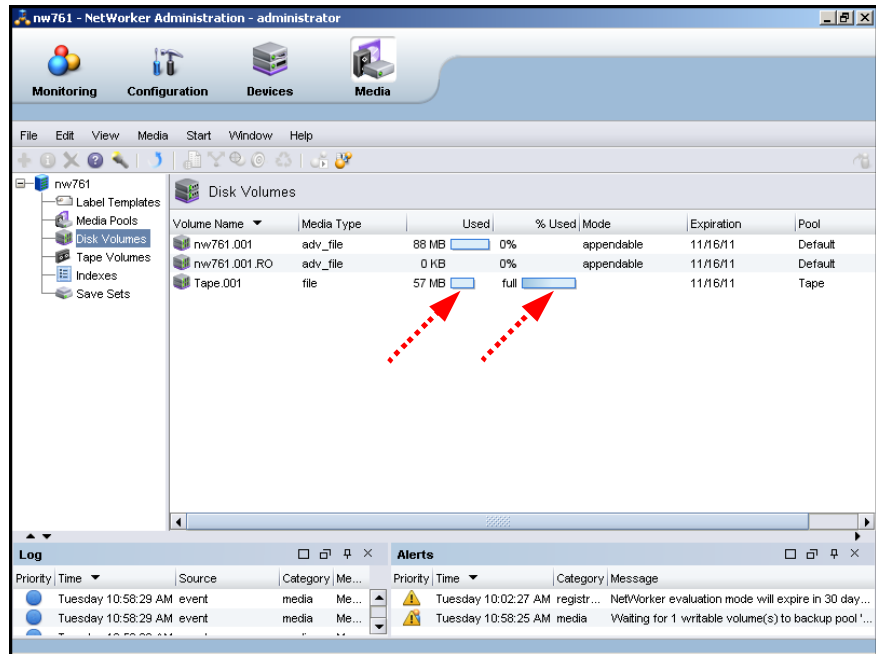 nw761 - NetWorker Administration - administrator
Monitoring Configuration Devices Media
File Edit View Media Start Window Help
nw761
Label Templates
Media Pools
Disk Volumes
Tape Volumes
Indexes
Save Sets
Disk Volumes
Volume Name Media Type Used % Used Mode Expiration Pool
nw761.001 adv_file 88 MB 0% appendable 11/16/11 Default
nw761.001.RO adv_file 0 KB 0% appendable 11/16/11 Default
Tape.001 file 57 MB full 11/16/11 Tape
Log
Priority Time Source Category Me...
Tuesday 10:58:29 AM event media Me...
Tuesday 10:58:29 AM event media Me...
Alerts
Priority Time Category Message
Tuesday 10:02:27 AM registr... NetWorker evaluation mode will expire in 30 day...
Tuesday 10:58:25 AM media Waiting for 1 writable volume(s) to backup pool '...